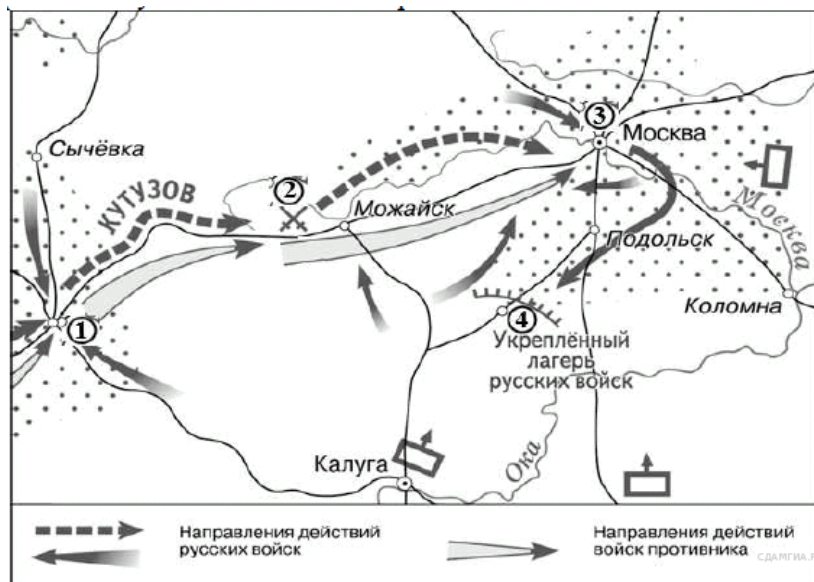 ③
Москва
Сычёвка
КУТУЗОВ
②
Можайск
Москва
Подольск
Коломна
①
④
Укреплённый
лагерь
русских войск
Калуга
Ока
Направления действий
русских войск
Направления действий
войск противника